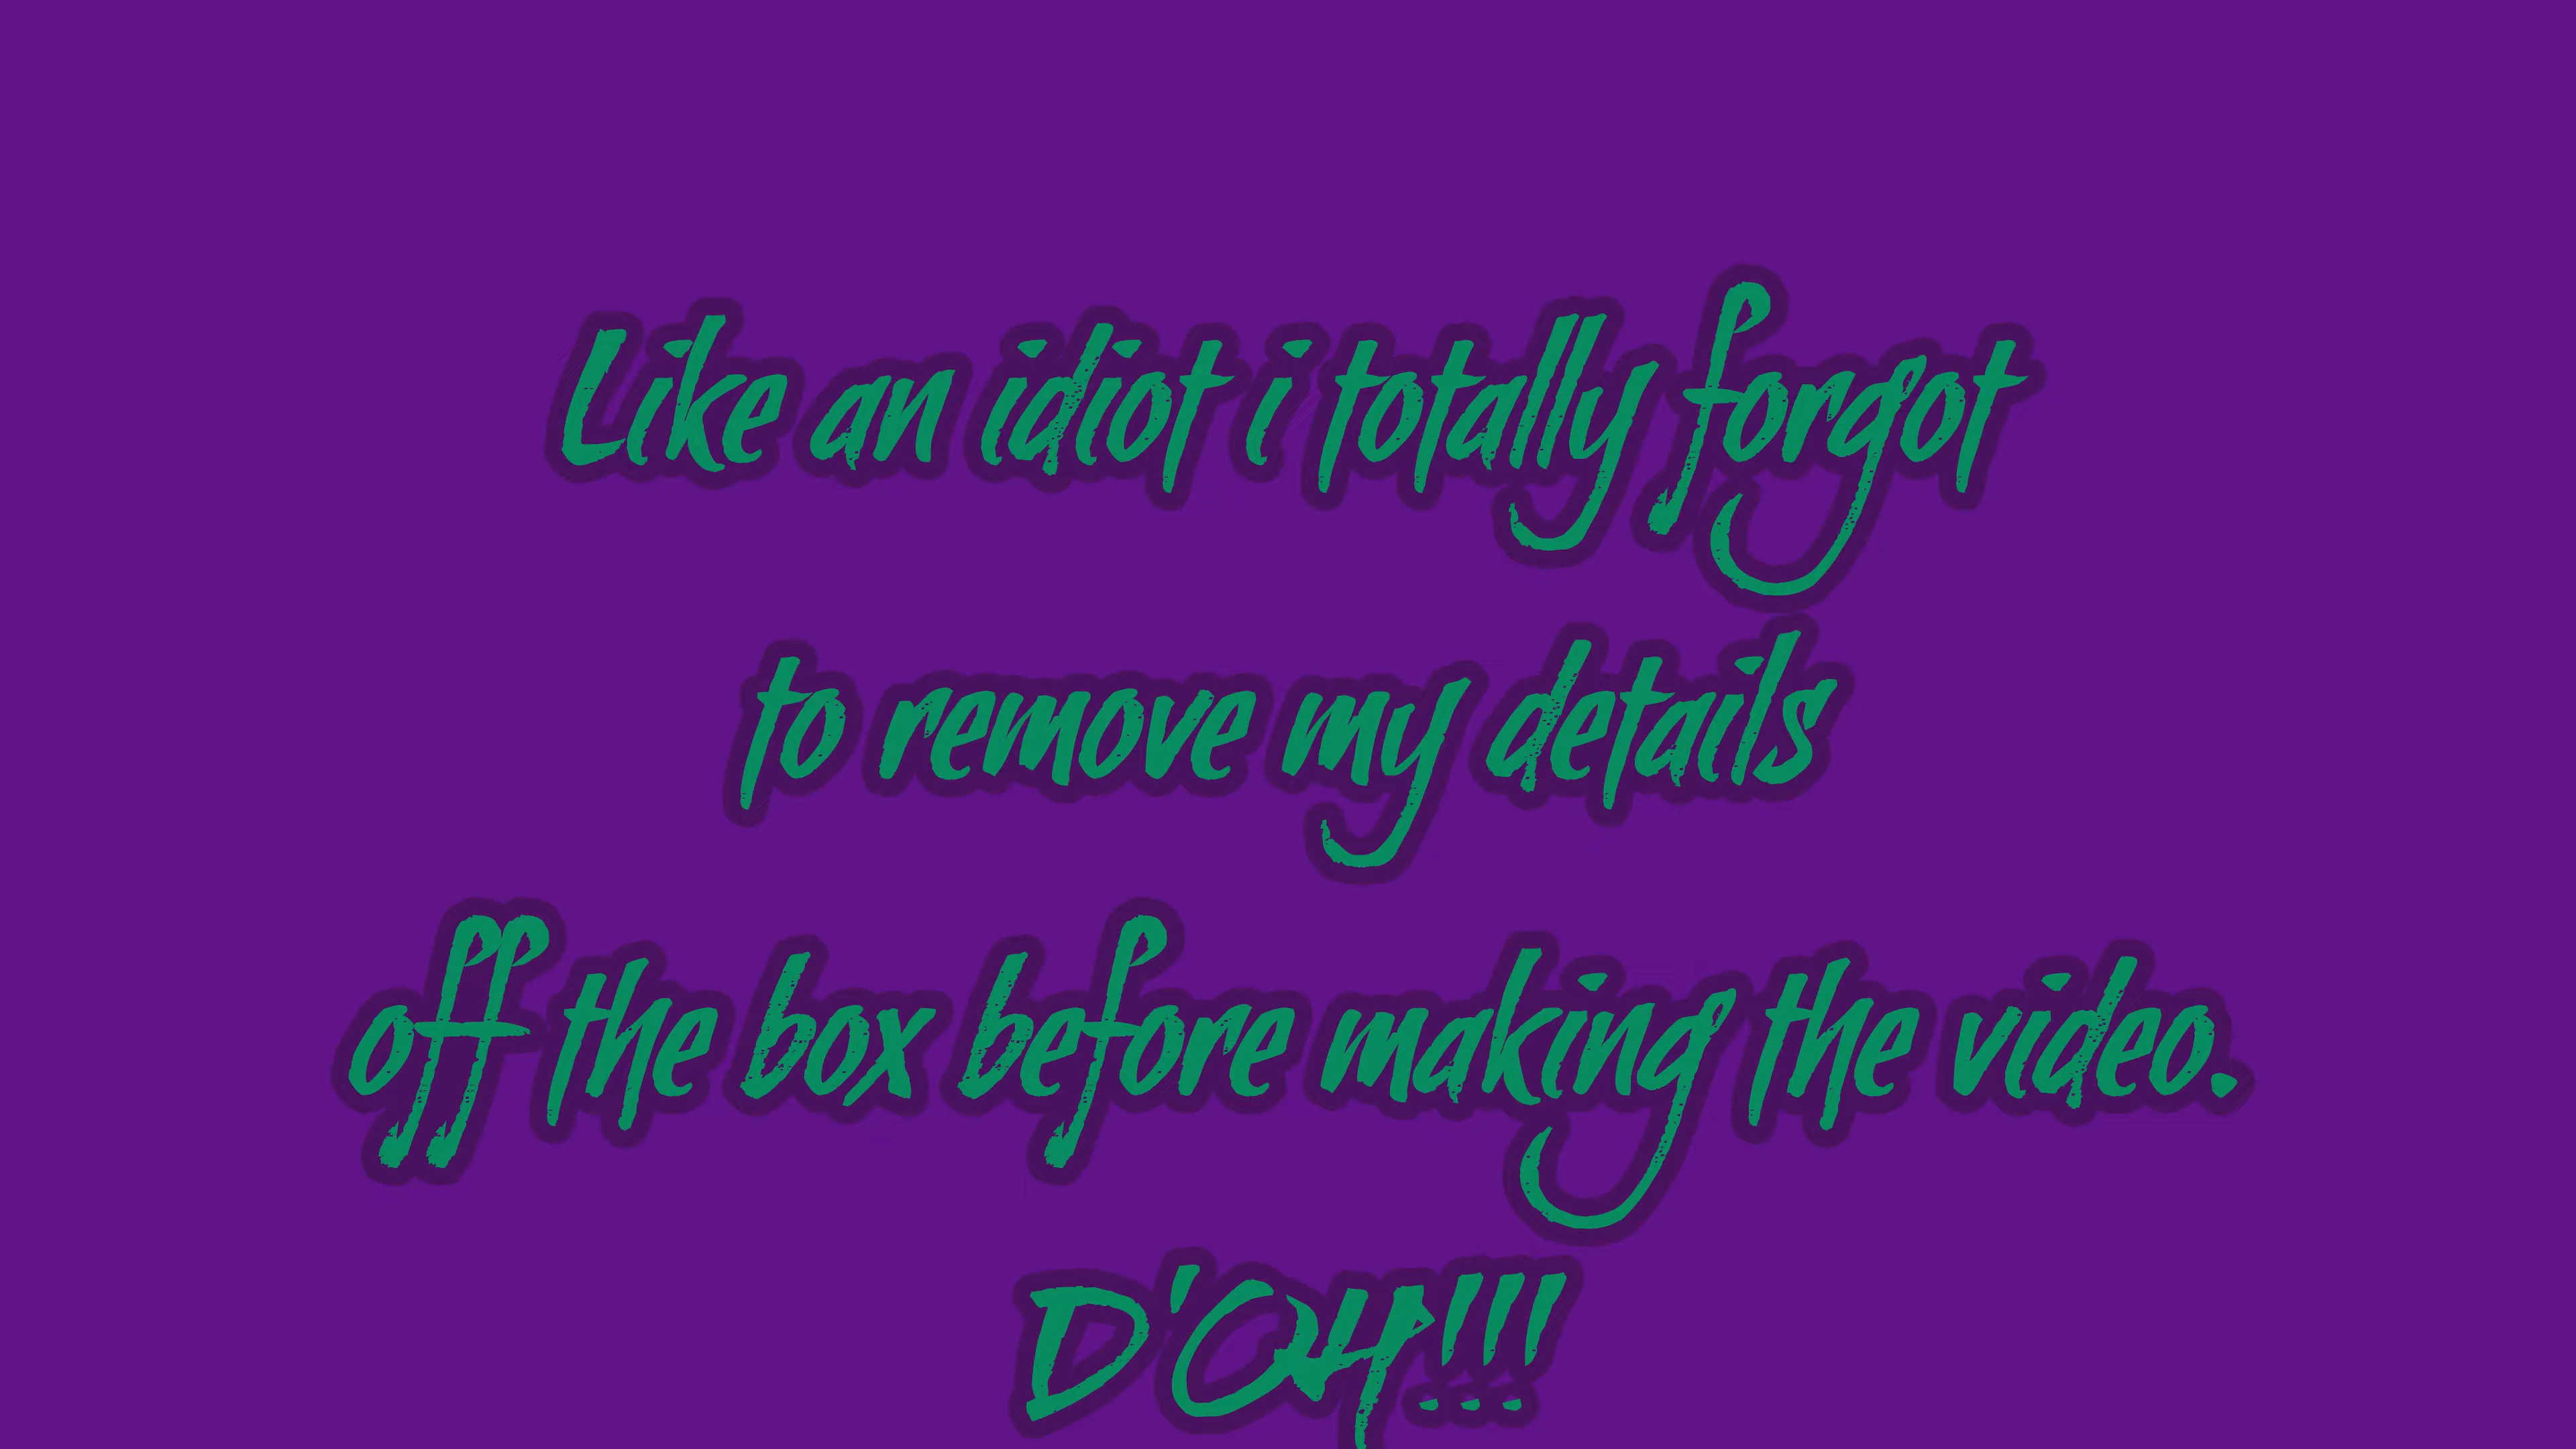 Like an idiot i totally forgot
to remove my details
off the box before making the video.
D'OH!!!